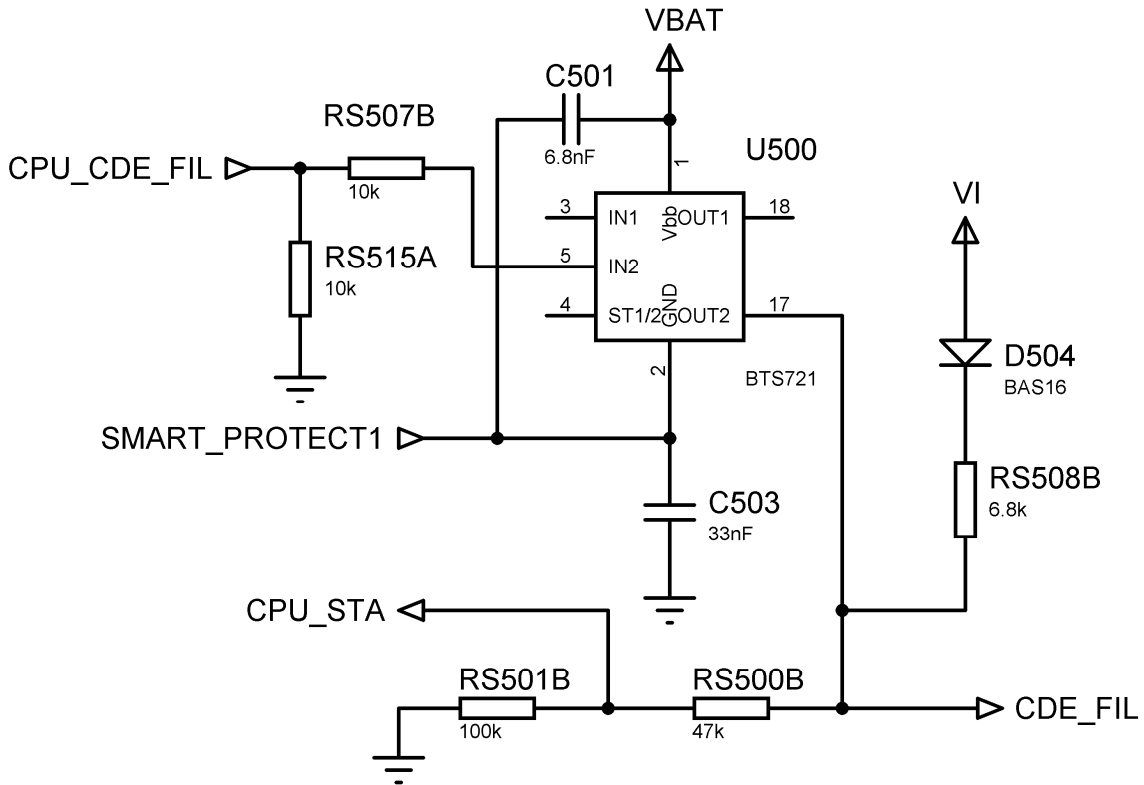 VBAT
C501
6.8nF
RS507B
10k
CPU_CDE_FIL
RS515A
10k
U500
1
3
IN1
Vbb
OUT1
18
5
IN2
4
ST1/2
GND
OUT2
17
2
BTS721
VI
D504
BAS16
RS508B
6.8k
SMART_PROTECT1
C503
33nF
CPU_STA
RS501B
100k
RS500B
47k
CDE_FIL